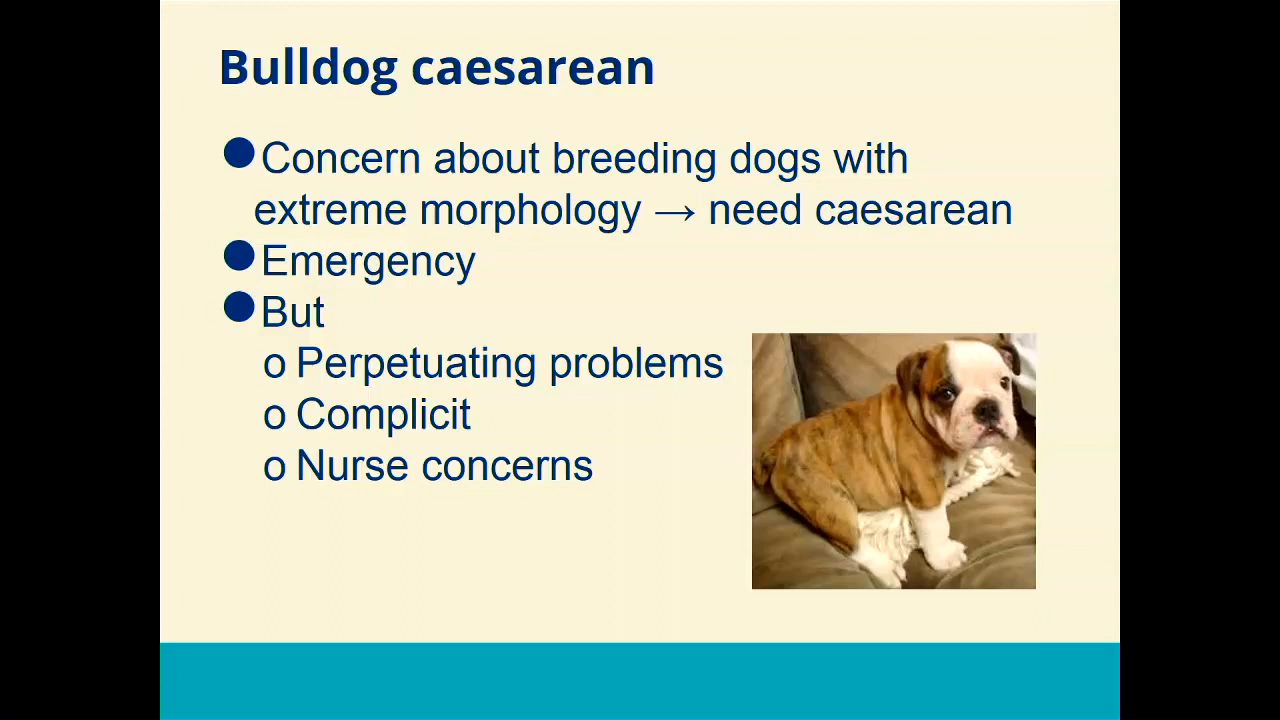 Bulldog caesarean
●Concern about breeding dogs with
extreme morphology → need caesarean
●Emergency
●But
o Perpetuating problems
o Complicit
o Nurse concerns